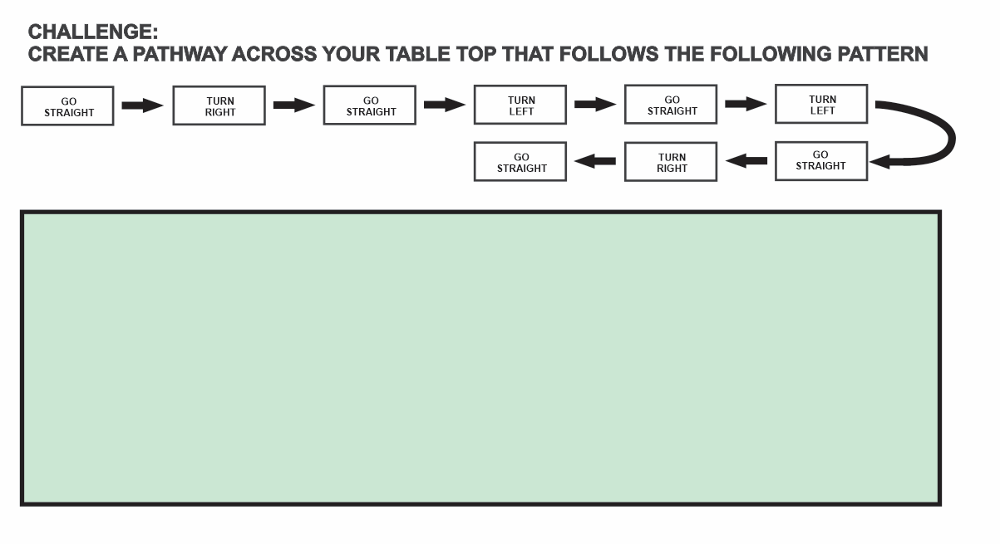 CHALLENGE:
CREATE A PATHWAY ACROSS YOUR TABLE TOP THAT FOLLOWS THE FOLLOWING PATTERN
GO
STRAIGHT
TURN
RIGHT
GO
STRAIGHT
TURN
LEFT
GO
STRAIGHT
TURN
LEFT
GO
STRAIGHT
TURN
RIGHT
GO
STRAIGHT